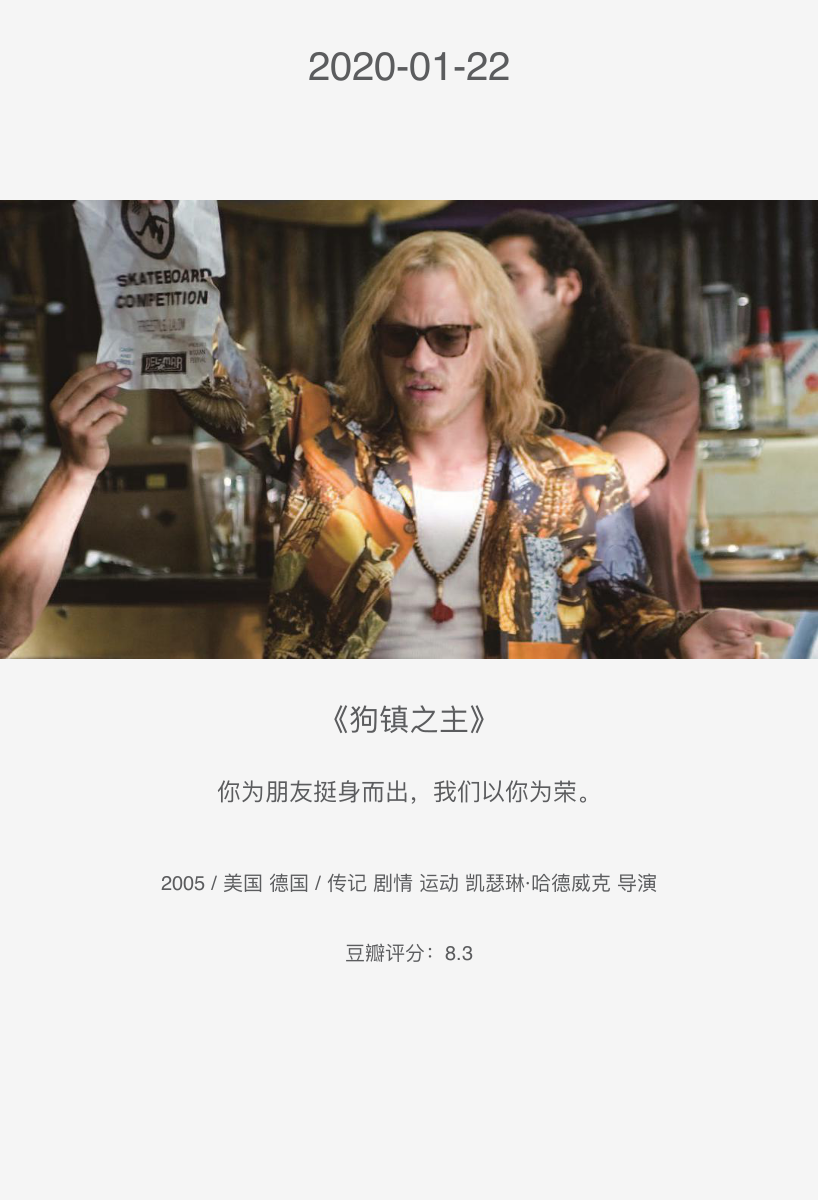 2020-01-22
SKATEBOARD
COMPETITION
《狗镇之主》
你为朋友挺身而出，我们以你为荣。
2005 / 美国 德国 / 传记 剧情 运动 凯瑟琳·哈德威克 导演
豆瓣评分：8.3